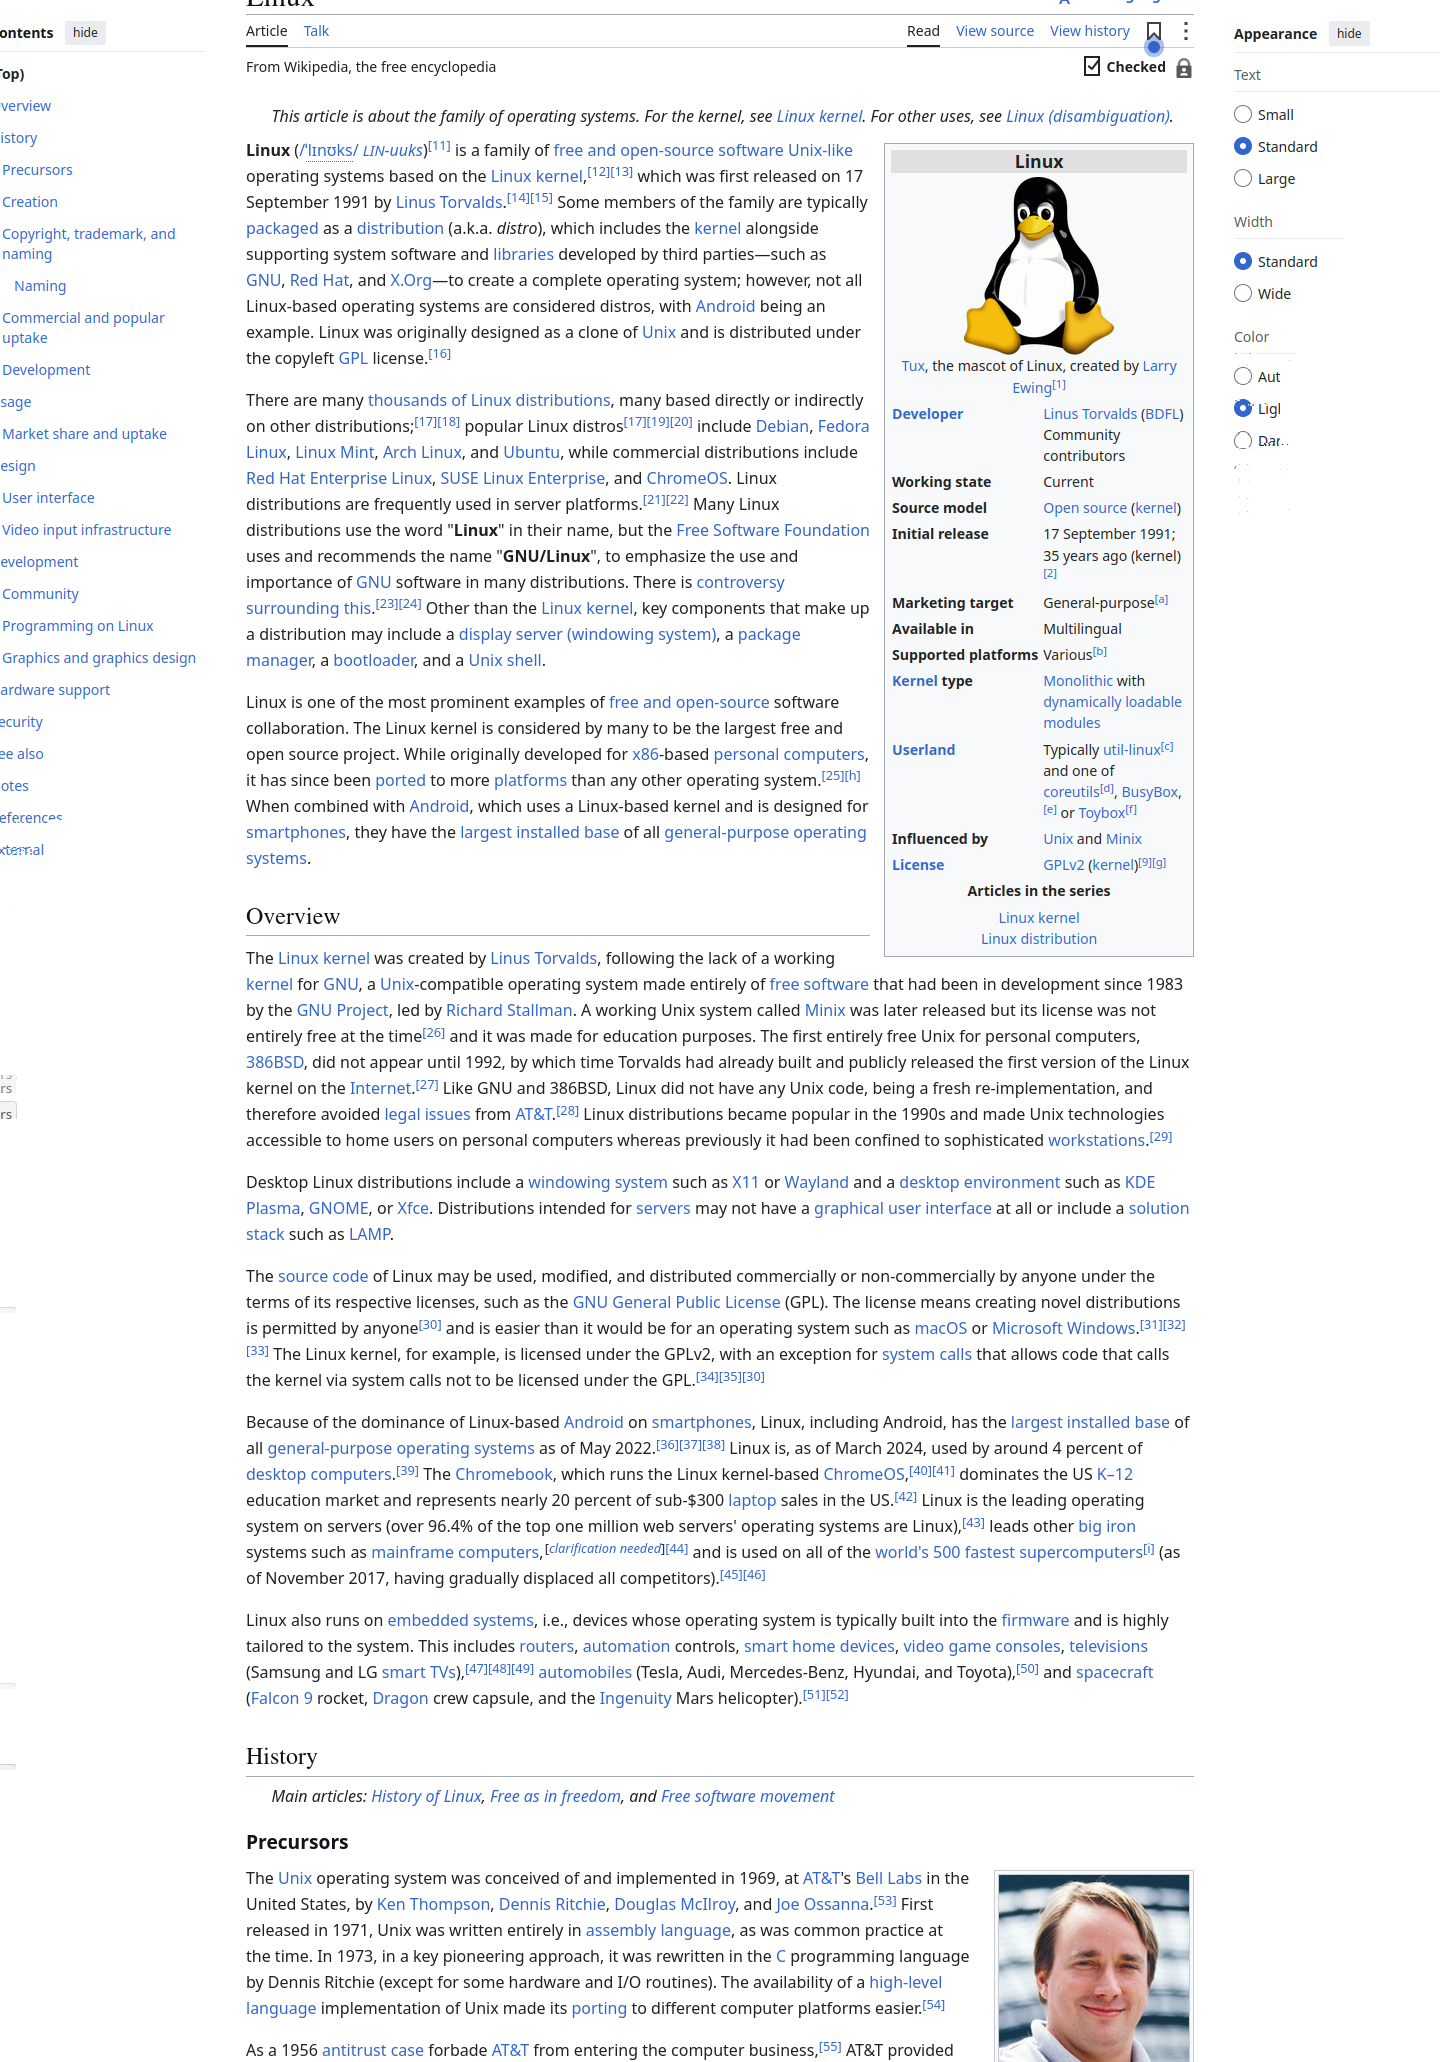 Linux
Contents hide
(Top)
Overview
History
Precursors
Creation
Copyright, trademark, and
naming
Naming
Commercial and popular
uptake
Development
Usage
Market share and uptake
Design
User interface
Video input infrastructure
Development
Community
Programming on Linux
Graphics and graphics design
Hardware support
Security
See also
Notes
References
External
Article Talk Read View source View history
From Wikipedia, the free encyclopedia Checked
This article is about the family of operating systems. For the kernel, see Linux kernel. For other uses, see Linux (disambiguation).
Linux (/ˈlɪnʊks/ LIN-uuks)[11] is a family of free and open-source software Unix-like
operating systems based on the Linux kernel,[12][13] which was first released on 17
September 1991 by Linus Torvalds.[14][15] Some members of the family are typically
packaged as a distribution (a.k.a. distro), which includes the kernel alongside
supporting system software and libraries developed by third parties—such as
GNU, Red Hat, and X.Org—to create a complete operating system; however, not all
Linux-based operating systems are considered distros, with Android being an
example. Linux was originally designed as a clone of Unix and is distributed under
the copyleft GPL license.[16]
There are many thousands of Linux distributions, many based directly or indirectly
on other distributions;[17][18] popular Linux distros[17][19][20] include Debian, Fedora
Linux, Linux Mint, Arch Linux, and Ubuntu, while commercial distributions include
Red Hat Enterprise Linux, SUSE Linux Enterprise, and ChromeOS. Linux
distributions are frequently used in server platforms.[21][22] Many Linux
distributions use the word "Linux" in their name, but the Free Software Foundation
uses and recommends the name "GNU/Linux", to emphasize the use and
importance of GNU software in many distributions. There is controversy
surrounding this.[23][24] Other than the Linux kernel, key components that make up
a distribution may include a display server (windowing system), a package
manager, a bootloader, and a Unix shell.
Linux is one of the most prominent examples of free and open-source software
collaboration. The Linux kernel is considered by many to be the largest free and
open source project. While originally developed for x86-based personal computers,
it has since been ported to more platforms than any other operating system.[25][h]
When combined with Android, which uses a Linux-based kernel and is designed for
smartphones, they have the largest installed base of all general-purpose operating
systems.
Linux
Tux, the mascot of Linux, created by Larry
Ewing[1]
Developer Linus Torvalds (BDFL)
Community
contributors
Working state Current
Source model Open source (kernel)
Initial release 17 September 1991;
35 years ago (kernel)
[2]
Marketing target General-purpose[a]
Available in Multilingual
Supported platforms Various[b]
Kernel type Monolithic with
dynamically loadable
modules
Userland Typically util-linux[c]
and one of
coreutils[d], BusyBox,
[e] or Toybox[f]
Influenced by Unix and Minix
License GPLv2 (kernel)[9][g]
Articles in the series
Linux kernel
Linux distribution
Overview
The Linux kernel was created by Linus Torvalds, following the lack of a working
kernel for GNU, a Unix-compatible operating system made entirely of free software that had been in development since 1983
by the GNU Project, led by Richard Stallman. A working Unix system called Minix was later released but its license was not
entirely free at the time[26] and it was made for education purposes. The first entirely free Unix for personal computers,
386BSD, did not appear until 1992, by which time Torvalds had already built and publicly released the first version of the Linux
kernel on the Internet.[27] Like GNU and 386BSD, Linux did not have any Unix code, being a fresh re-implementation, and
therefore avoided legal issues from AT&T.[28] Linux distributions became popular in the 1990s and made Unix technologies
accessible to home users on personal computers whereas previously it had been confined to sophisticated workstations.[29]
Desktop Linux distributions include a windowing system such as X11 or Wayland and a desktop environment such as KDE
Plasma, GNOME, or Xfce. Distributions intended for servers may not have a graphical user interface at all or include a solution
stack such as LAMP.
The source code of Linux may be used, modified, and distributed commercially or non-commercially by anyone under the
terms of its respective licenses, such as the GNU General Public License (GPL). The license means creating novel distributions
is permitted by anyone[30] and is easier than it would be for an operating system such as macOS or Microsoft Windows.[31][32]
[33] The Linux kernel, for example, is licensed under the GPLv2, with an exception for system calls that allows code that calls
the kernel via system calls not to be licensed under the GPL.[34][35][30]
Because of the dominance of Linux-based Android on smartphones, Linux, including Android, has the largest installed base of
all general-purpose operating systems as of May 2022.[36][37][38] Linux is, as of March 2024, used by around 4 percent of
desktop computers.[39] The Chromebook, which runs the Linux kernel-based ChromeOS,[40][41] dominates the US K–12
education market and represents nearly 20 percent of sub-$300 laptop sales in the US.[42] Linux is the leading operating
system on servers (over 96.4% of the top one million web servers' operating systems are Linux),[43] leads other big iron
systems such as mainframe computers,[clarification needed][44] and is used on all of the world's 500 fastest supercomputers[i] (as
of November 2017, having gradually displaced all competitors).[45][46]
Linux also runs on embedded systems, i.e., devices whose operating system is typically built into the firmware and is highly
tailored to the system. This includes routers, automation controls, smart home devices, video game consoles, televisions
(Samsung and LG smart TVs),[47][48][49] automobiles (Tesla, Audi, Mercedes-Benz, Hyundai, and Toyota),[50] and spacecraft
(Falcon 9 rocket, Dragon crew capsule, and the Ingenuity Mars helicopter).[51][52]
History
Main articles: History of Linux, Free as in freedom, and Free software movement
Precursors
The Unix operating system was conceived of and implemented in 1969, at AT&T's Bell Labs in the
United States, by Ken Thompson, Dennis Ritchie, Douglas McIlroy, and Joe Ossanna.[53] First
released in 1971, Unix was written entirely in assembly language, as was common practice at
the time. In 1973, in a key pioneering approach, it was rewritten in the C programming language
by Dennis Ritchie (except for some hardware and I/O routines). The availability of a high-level
language implementation of Unix made its porting to different computer platforms easier.[54]
As a 1956 antitrust case forbade AT&T from entering the computer business,[55] AT&T provided
Appearance hide
Text
Small
Standard
Large
Width
Standard
Wide
Color
Aut
Ligl
Dar